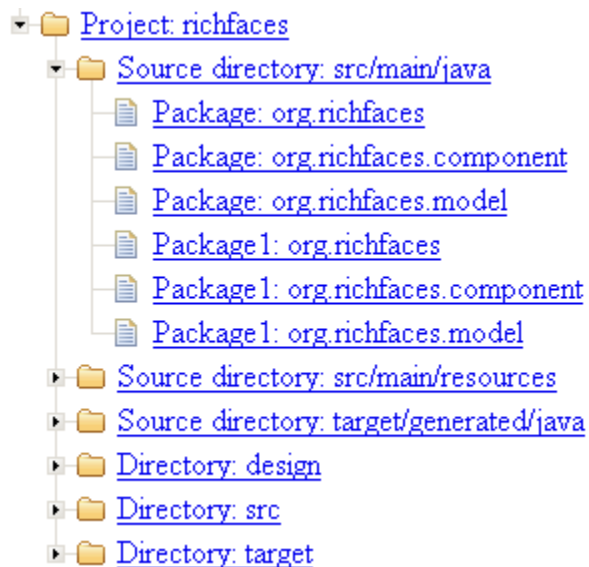 Project: richfaces
Source directory: src/main/java
Package: org.richfaces
Package: org.richfaces.component
Package: org.richfaces.model
Package1: org.richfaces
Package1: org.richfaces.component
Package1: org.richfaces.model
Source directory: src/main/resources
Source directory: target/generated/java
Directory: design
Directory: src
Directory: target